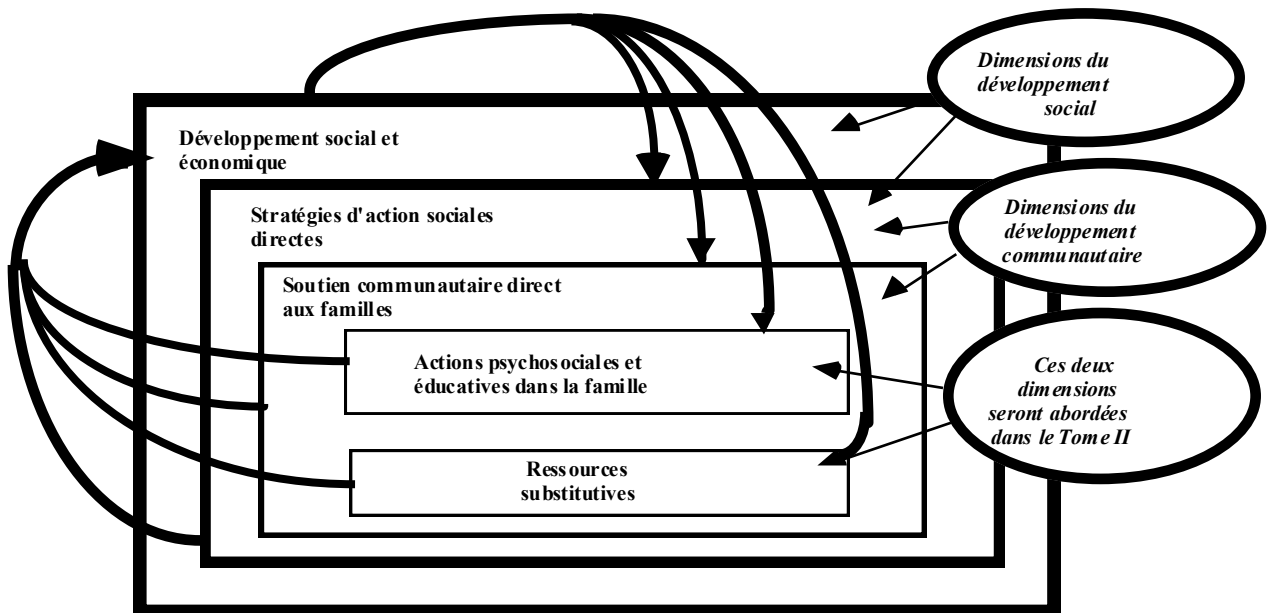 Dimensions du
développement
social
Développement social et
économique
Stratégies d'action sociales
directes
Dimensions du
développement
communautaire
Soutien communautaire direct
aux familles
Actions psychosociales et
éducatives dans la famille
Ces deux
dimensions
seront abordées
dans le Tome II
Ressources
substitutives